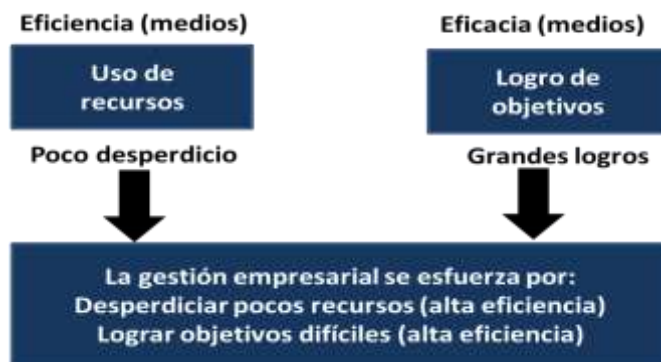 Eficiencia (medios)
Eficacia (medios)
Uso de
recursos
Logro de
objetivos
Poco desperdicio
Grandes logros
La gestión empresarial se esfuerza por:
Desperdiciar pocos recursos (alta eficiencia)
Lograr objetivos difíciles (alta eficiencia)